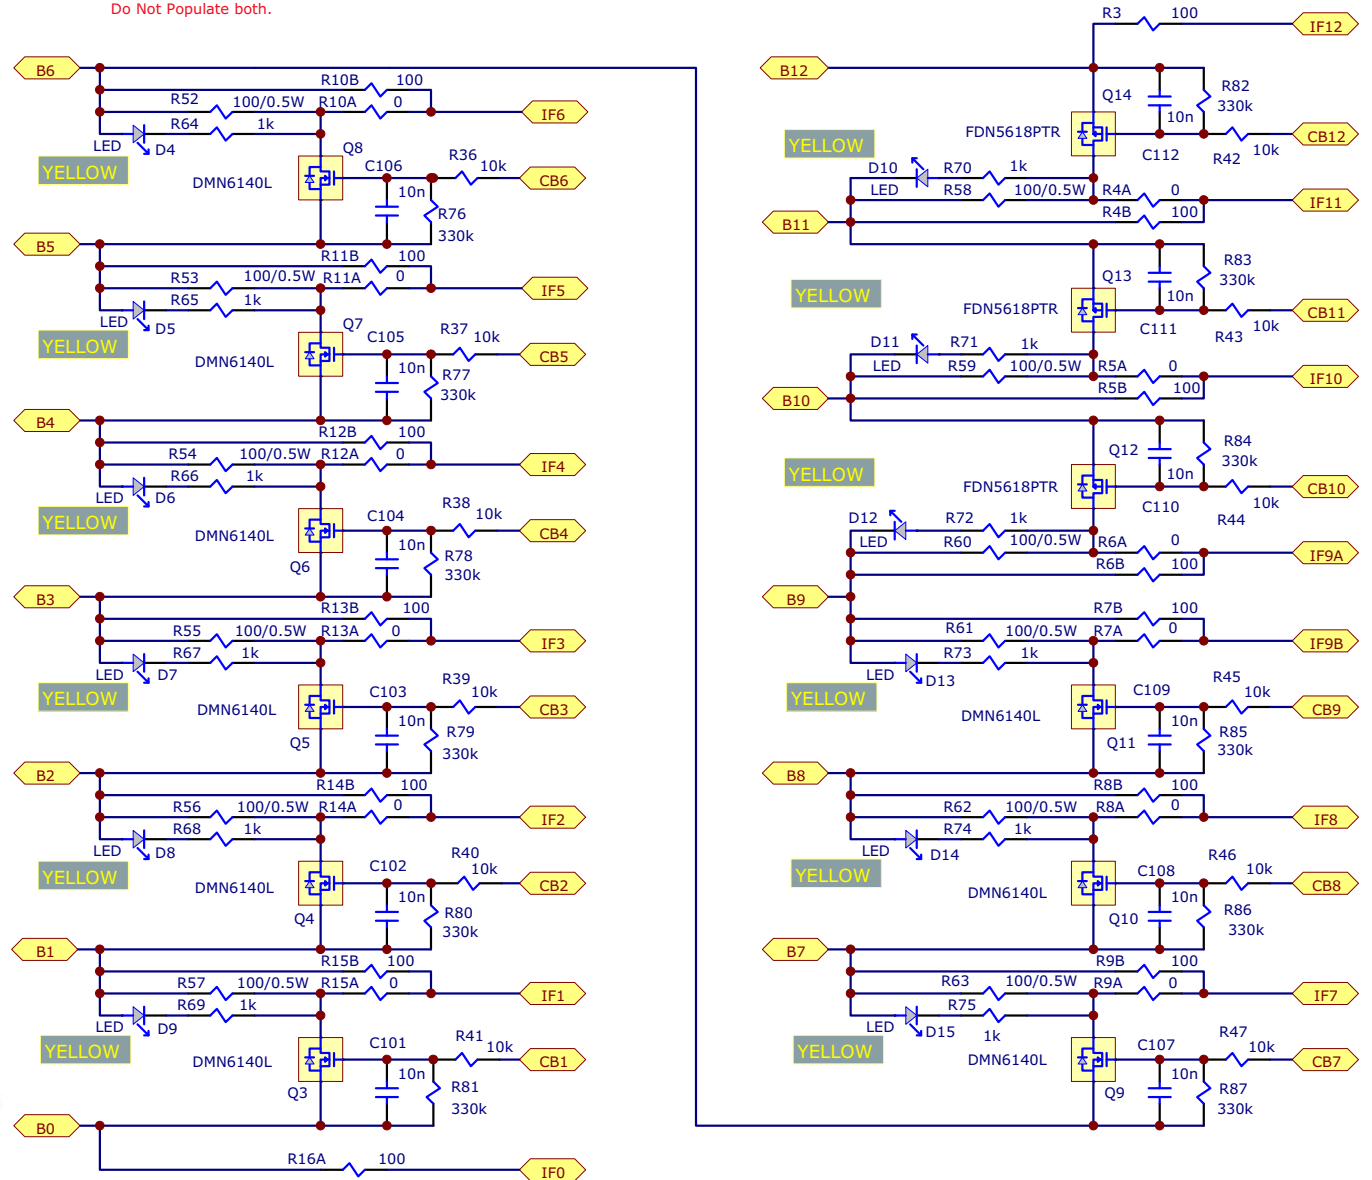 Do Not Populate both.
B6
R10B 100
R52 100/0.5W R10A 0
IF6
R64 1k
LED D4
YELLOW
Q8
DMN6140L
C106
10n
R36 10k
CB6
R76
330k
B5
R11B 100
R53 100/0.5W R11A 0
IF5
R65 1k
LED D5
YELLOW
Q7
DMN6140L
C105
10n
R37 10k
CB5
R77
330k
B4
R12B 100
R54 100/0.5W R12A 0
IF4
R66 1k
LED D6
YELLOW
DMN6140L
Q6
C104
10n
R38 10k
CB4
R78
330k
B3
R13B 100
R55 100/0.5W R13A 0
IF3
R67 1k
LED D7
YELLOW
DMN6140L
Q5
C103
10n
R39 10k
CB3
R79
330k
B2
R14B 100
R56 100/0.5W R14A 0
IF2
R68 1k
LED D8
YELLOW
DMN6140L
Q4
C102
10n
R40 10k
CB2
R80
330k
B1
R15B 100
R57 100/0.5W R15A 0
IF1
R69 1k
LED D9
YELLOW
DMN6140L
Q3
C101
10n
R41 10k
CB1
R81
330k
B0
R16A 100
IF0
R3 100
IF12
B12
Q14
FDN5618PTR
10n
C112
R82
330k
R42 10k
CB12
YELLOW
D10 R70 1k
LED R58 100/0.5W R4A 0
IF11
R4B 100
B11
Q13
FDN5618PTR
10n
C111
R83
330k
R43 10k
CB11
YELLOW
D11 R71 1k
LED R59 100/0.5W R5A 0
IF10
R5B 100
B10
Q12
FDN5618PTR
10n
C110
R84
330k
R44 10k
CB10
YELLOW
D12 R72 1k
LED R60 100/0.5W R6A 0
IF9A
R6B 100
B9
R7B 100
R61 100/0.5W R7A 0
IF9B
R73 1k
LED D13
YELLOW
DMN6140L
Q11
C109
10n
R45 10k
CB9
R85
330k
B8
R8B 100
R62 100/0.5W R8A 0
IF8
R74 1k
LED D14
YELLOW
DMN6140L
Q10
C108
10n
R46 10k
CB8
R86
330k
B7
R9B 100
R63 100/0.5W R9A 0
IF7
R75 1k
LED D15
YELLOW
DMN6140L
Q9
C107
10n
R47 10k
CB7
R87
330k